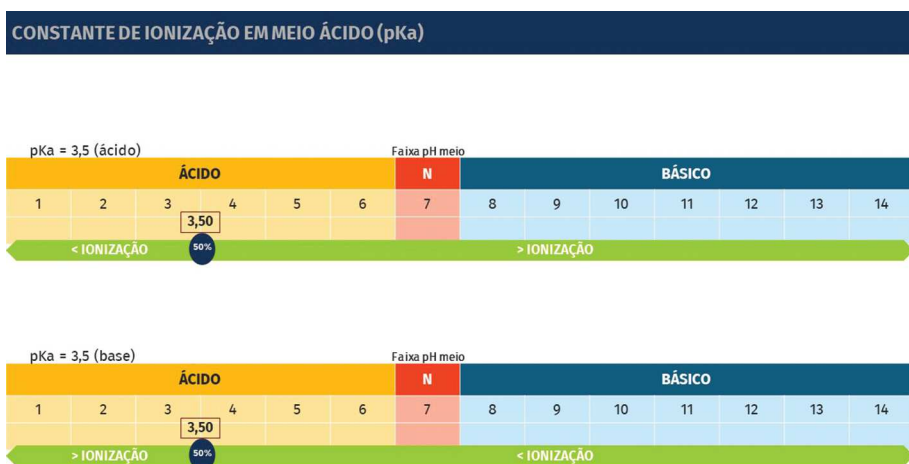 CONSTANTE DE IONIZAÇÃO EM MEIO ÁCIDO (pKa)
pKa = 3,5 (ácido) Faixa pH meio
ÁCIDO N BÁSICO
1 2 3 4 5 6 7 8 9 10 11 12 13 14
3,50
< IONIZAÇÃO 50% > IONIZAÇÃO
pKa = 3,5 (base) Faixa pH meio
ÁCIDO N BÁSICO
1 2 3 4 5 6 7 8 9 10 11 12 13 14
3,50
> IONIZAÇÃO 50% < IONIZAÇÃO